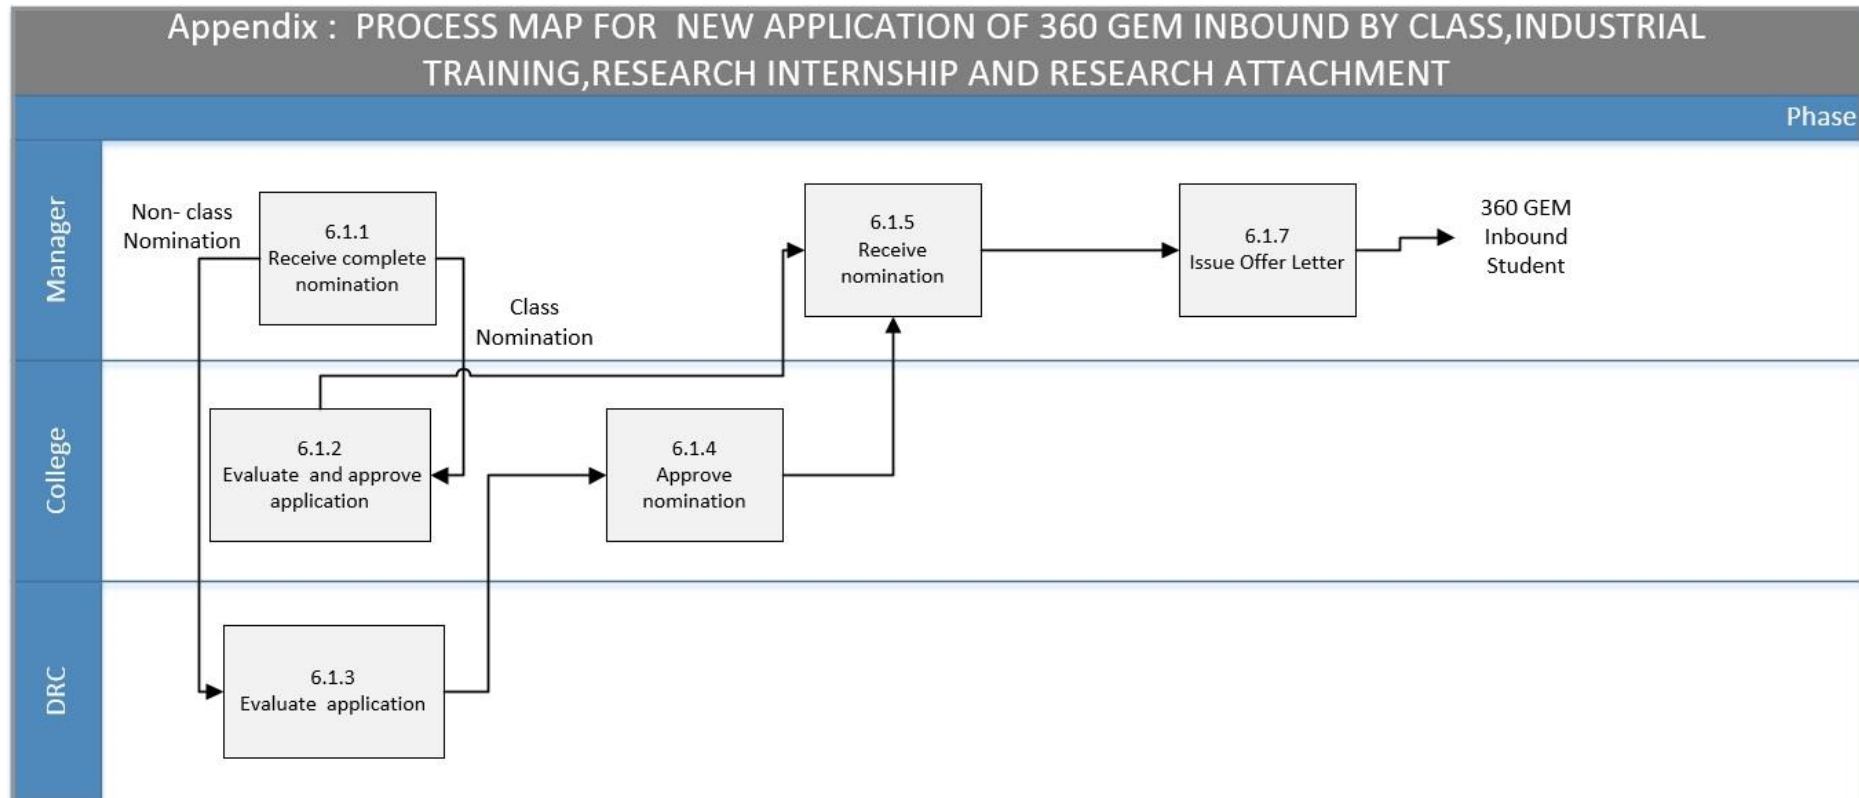 Appendix : PROCESS MAP FOR NEW APPLICATION OF 360 GEM INBOUND BY CLASS,INDUSTRIAL
TRAINING,RESEARCH INTERNSHIP AND RESEARCH ATTACHMENT
Phase
Manager
Non- class
Nomination
6.1.1
Receive complete
nomination
Class
Nomination
6.1.5
Receive
nomination
6.1.7
Issue Offer Letter
360 GEM
Inbound
Student
College
6.1.2
Evaluate and approve
application
6.1.4
Approve
nomination
DRC
6.1.3
Evaluate application